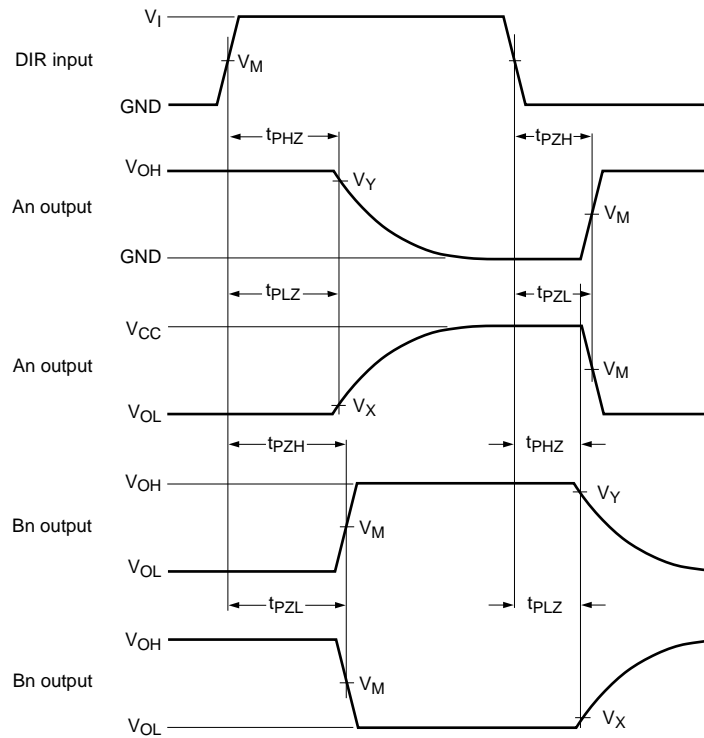 V_I
DIR input
V_M
GND
t_PHZ
t_PZH
V_OH
V_Y
An output
V_M
GND
t_PLZ
t_PZL
V_CC
An output
V_M
V_X
V_OL
t_PZH
t_PHZ
V_OH
V_Y
Bn output
V_M
V_OL
t_PZL
t_PLZ
V_OH
Bn output
V_M
V_X
V_OL